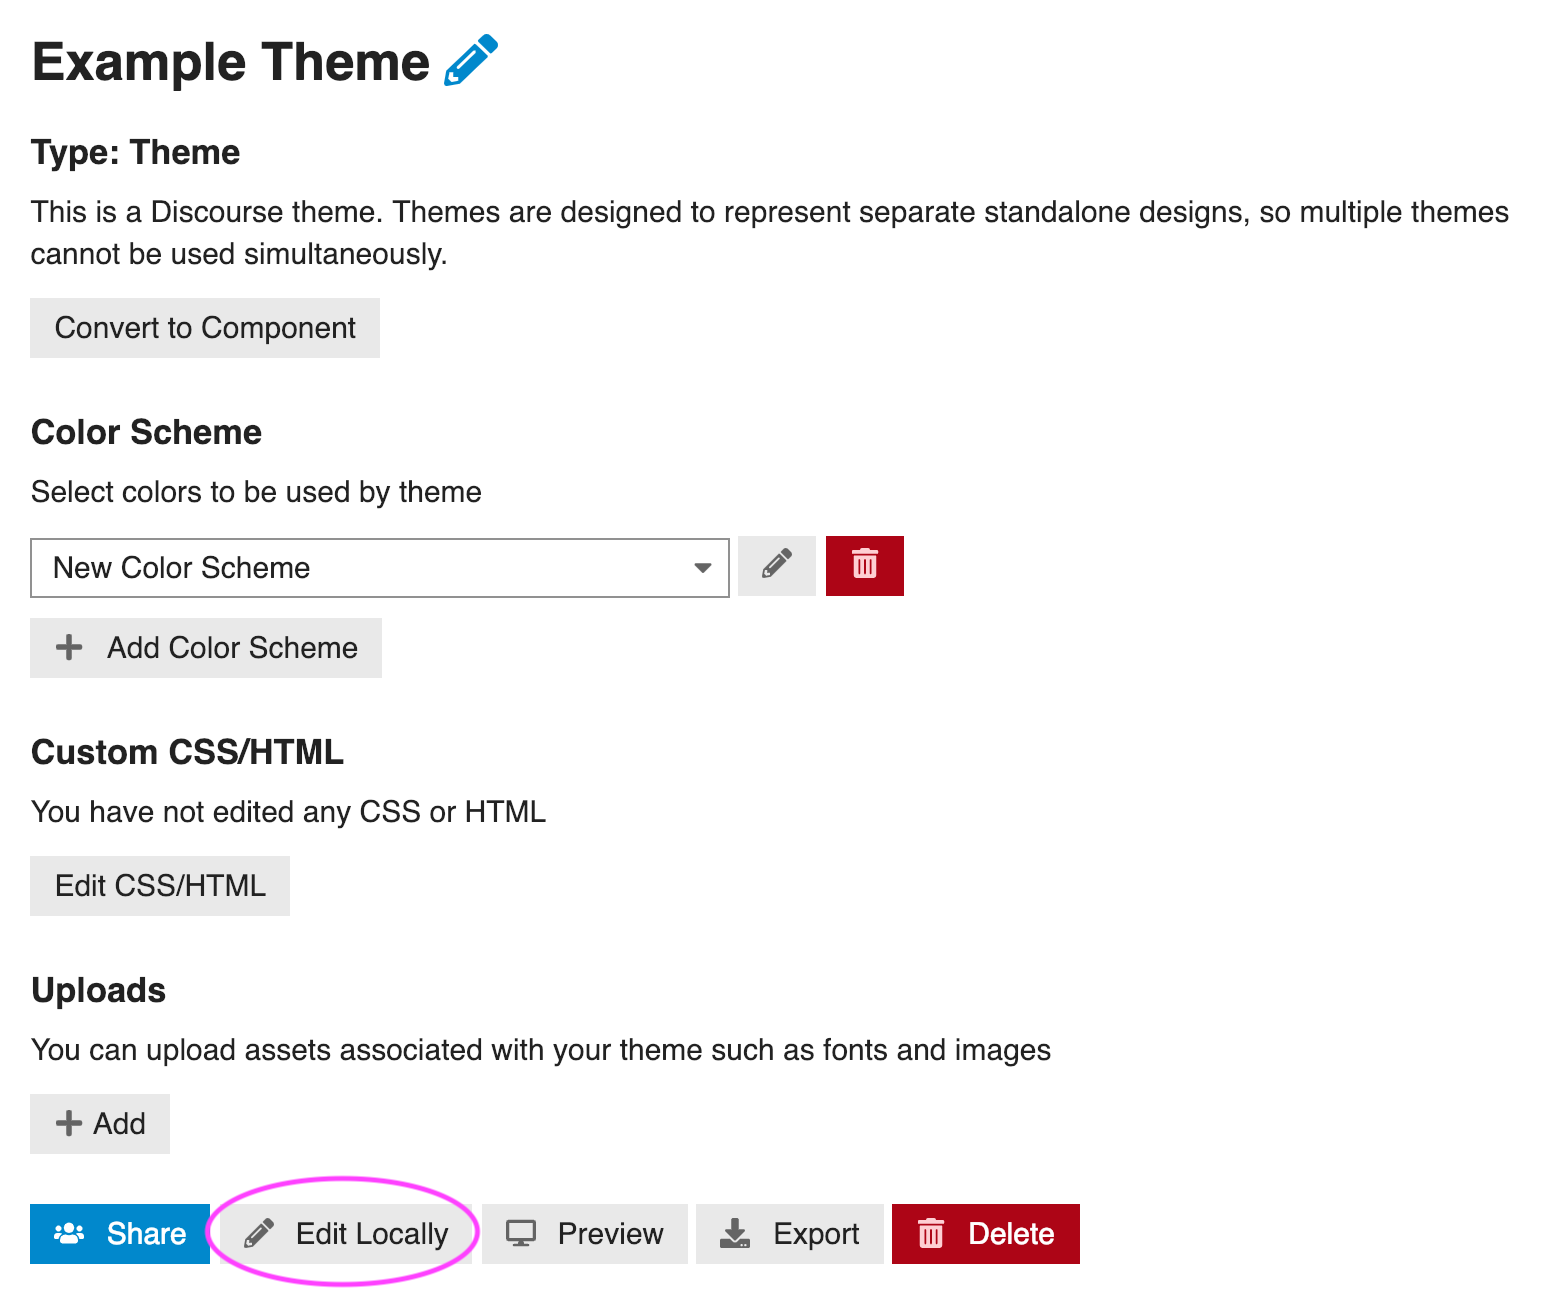 Example Theme
Type: Theme
This is a Discourse theme. Themes are designed to represent separate standalone designs, so multiple themes
cannot be used simultaneously.
Convert to Component
Color Scheme
Select colors to be used by theme
New Color Scheme
Add Color Scheme
Custom CSS/HTML
You have not edited any CSS or HTML
Edit CSS/HTML
Uploads
You can upload assets associated with your theme such as fonts and images
Add
Share Edit Locally Preview Export Delete